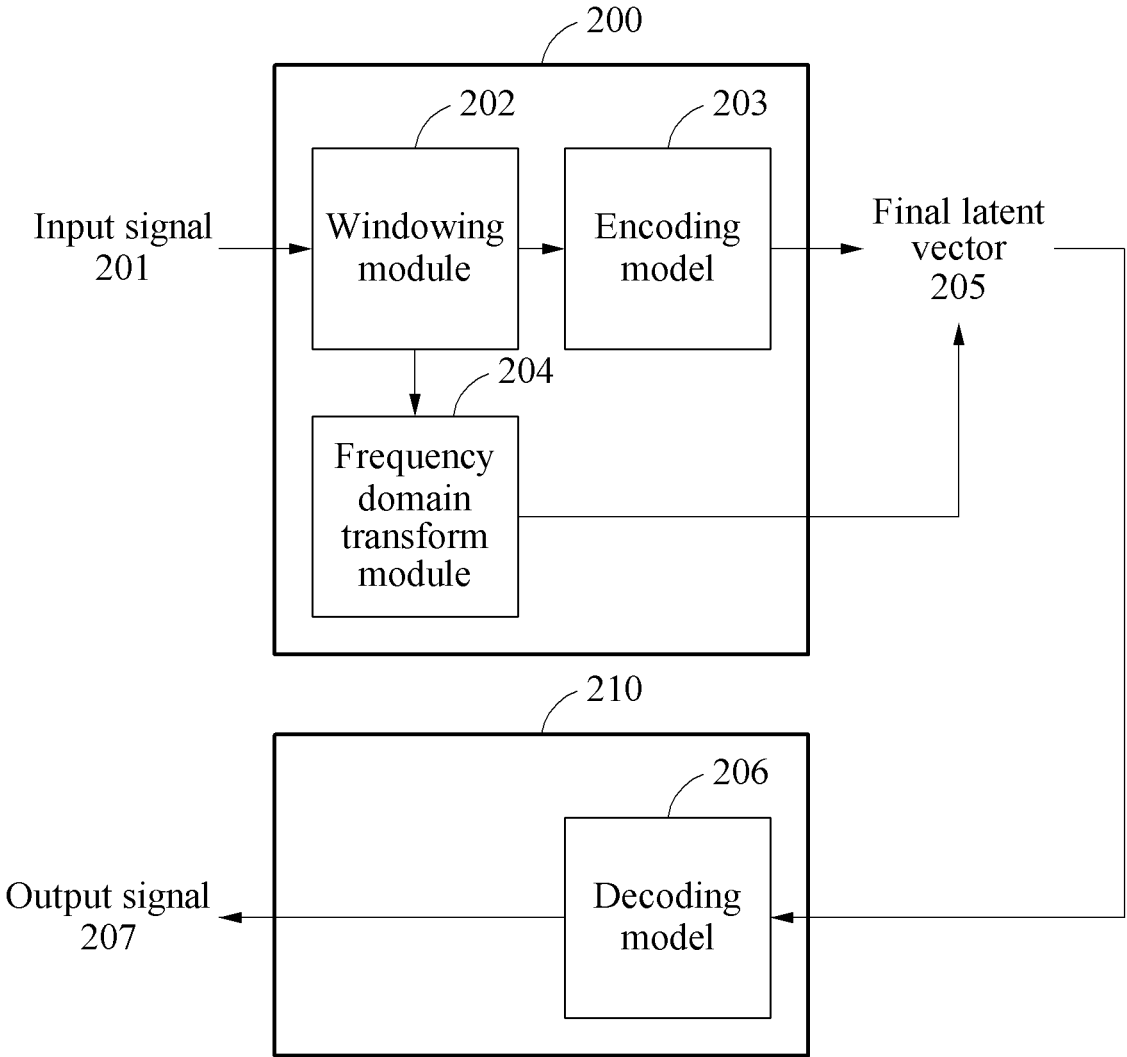 200
202
203
Input signal
201
Windowing
module
Encoding
model
Final latent
vector
205
204
Frequency
domain
transform
module
210
206
Output signal
207
Decoding
model